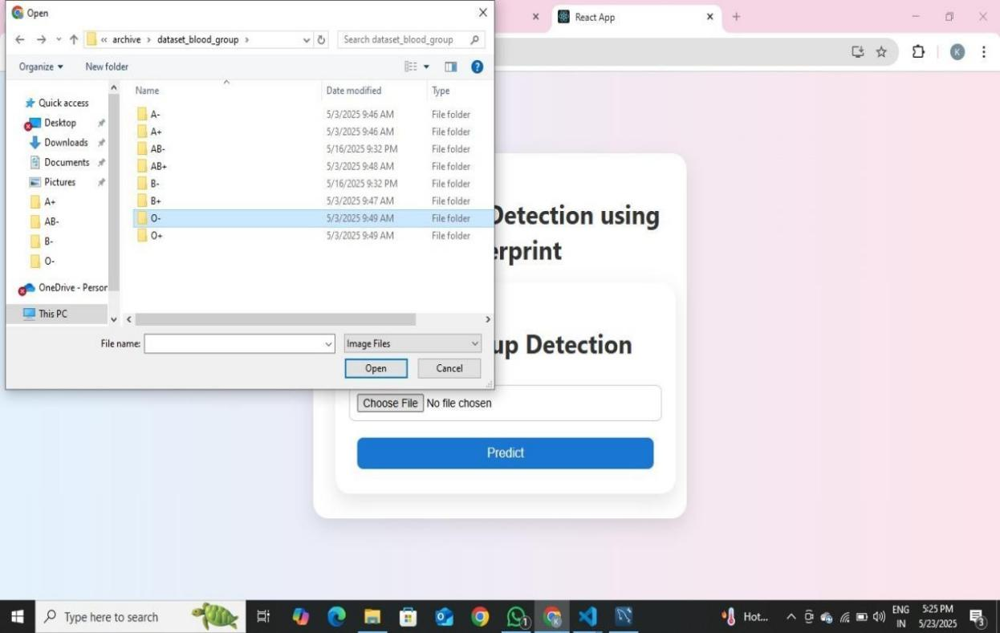 Open
React App
archive
dataset_blood_group
Search dataset_blood_group
K
Organize
New folder
Name
Date modified
Type
Quick access
Desktop
Downloads
Documents
Pictures
A+
AB-
B-
O-
OneDrive - Person
This PC
A- 5/3/2025 9:46 AM File folder
A+ 5/3/2025 9:46 AM File folder
AB- 5/16/2025 9:32 PM File folder
AB+ 5/3/2025 9:48 AM File folder
B- 5/16/2025 9:32 PM File folder
B+ 5/3/2025 9:47 AM File folder
O- 5/3/2025 9:49 AM File folder
O+ 5/3/2025 9:49 AM File folder
File name:
Image Files
Open
Cancel
Detection using
erprint
up Detection
Choose File No file chosen
Predict
Type here to search
1
K
Hot...
ENG
IN
5:25 PM
5/23/2025
3